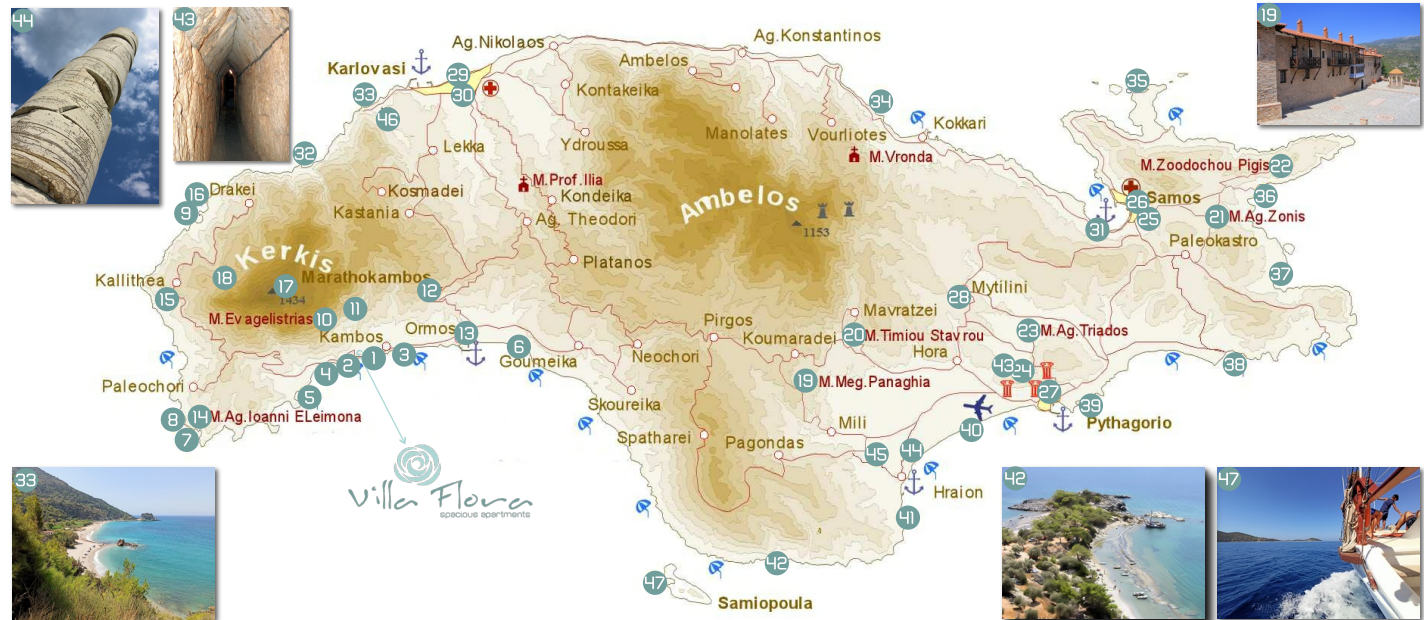 44
43
19
Ag.Nikolaos
Ag.Konstantinos
Karlovasi
Ambelos
29
30
33
46
Kontakeika
34
35
Manolates
Vourliotes
Kokkari
Ydroussa
Lekka
M.Vronda
32
M.Prof.Ilia
M.Zoodochou Pigis
22
16
Drakei
Kosmadei
Kondeika
Ambelos
1153
26
Samos
36
9
Kastania
Ag. Theodori
25
21
M.Ag.Zonis
31
Kerkis
Paleokastro
Kallithea
18
17
Marathokambos
1434
Platanos
37
15
12
28
Mytilini
M.Evagelistrias
10
11
Mavratzei
Kambos
Ormos
13
Pirgos
Koumaradei
20
M.Timiou Stavrou
23
M.Ag.Triados
1
2
3
4
6
Goumeika
Neochori
Hora
43
24
38
Paleochori
5
19
M.Meg.Panaghia
27
39
Skoureika
8
14
M.Ag.Ioanni ELeimona
7
Mili
40
Pythagorio
Spatharei
Pagondas
45
44
Hraion
33
Villa Flora
spacious apartments
41
42
47
42
47
Samiopoula